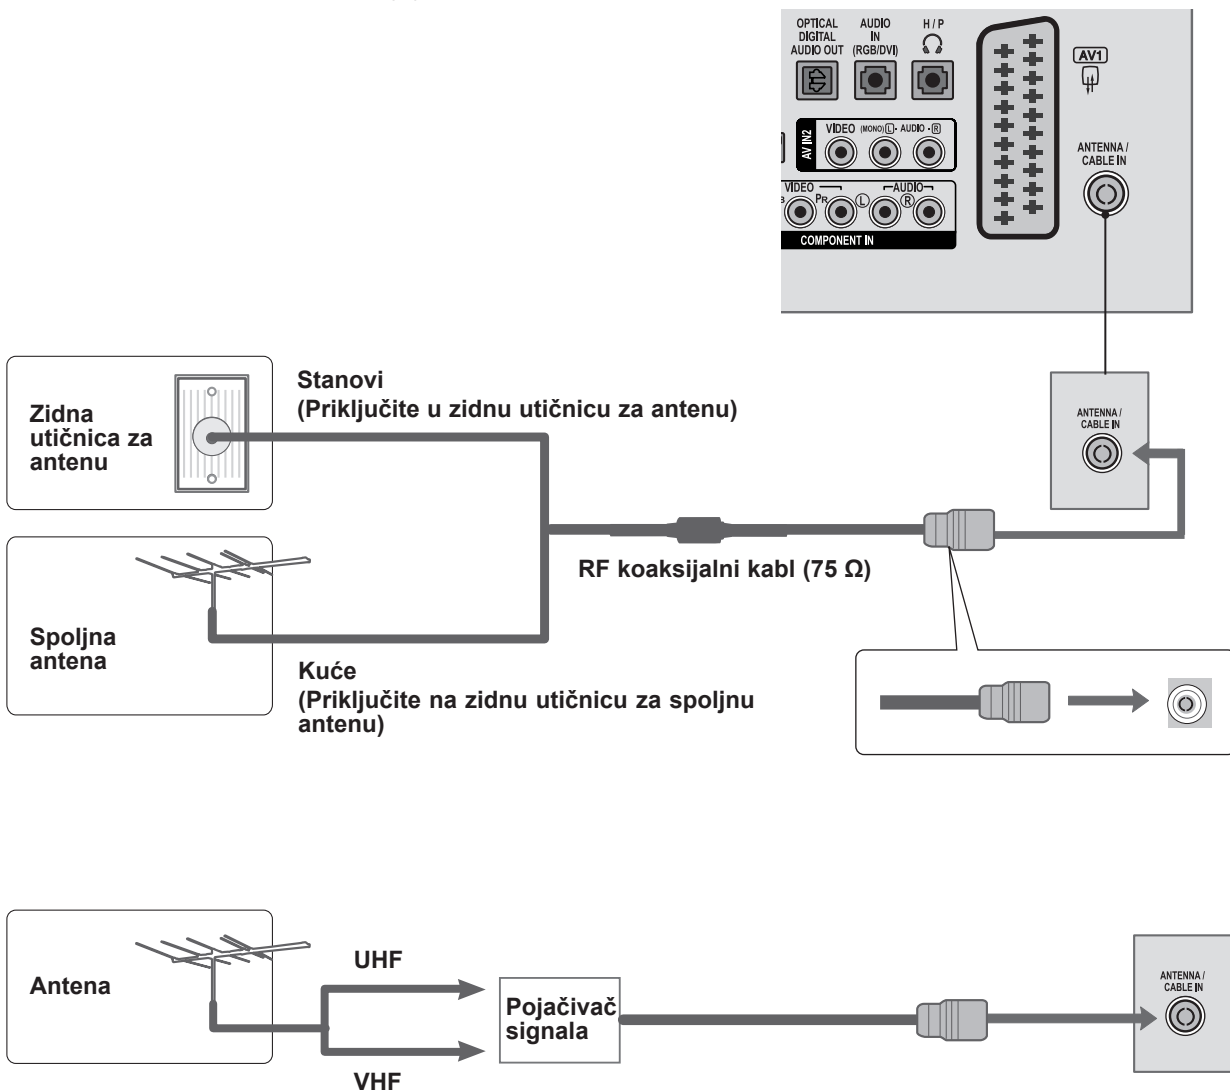 OPTICAL
DIGITAL
AUDIO OUT
AUDIO
IN
(RGB/DVI)
H / P
AV1
AV IN2
VIDEO (MONO) L · AUDIO · R
ANTENNA /
CABLE IN
VIDEO AUDIO
B PR L R
COMPONENT IN
Zidna
utičnica za
antenu
Stanovi
(Priključite u zidnu utičnicu za antenu)
ANTENNA /
CABLE IN
RF koaksijalni kabl (75 Ω)
Spoljna
antena
Kuće
(Priključite na zidnu utičnicu za spoljnu
antenu)
Antena
UHF
VHF
Pojačivač
signala
ANTENNA /
CABLE IN